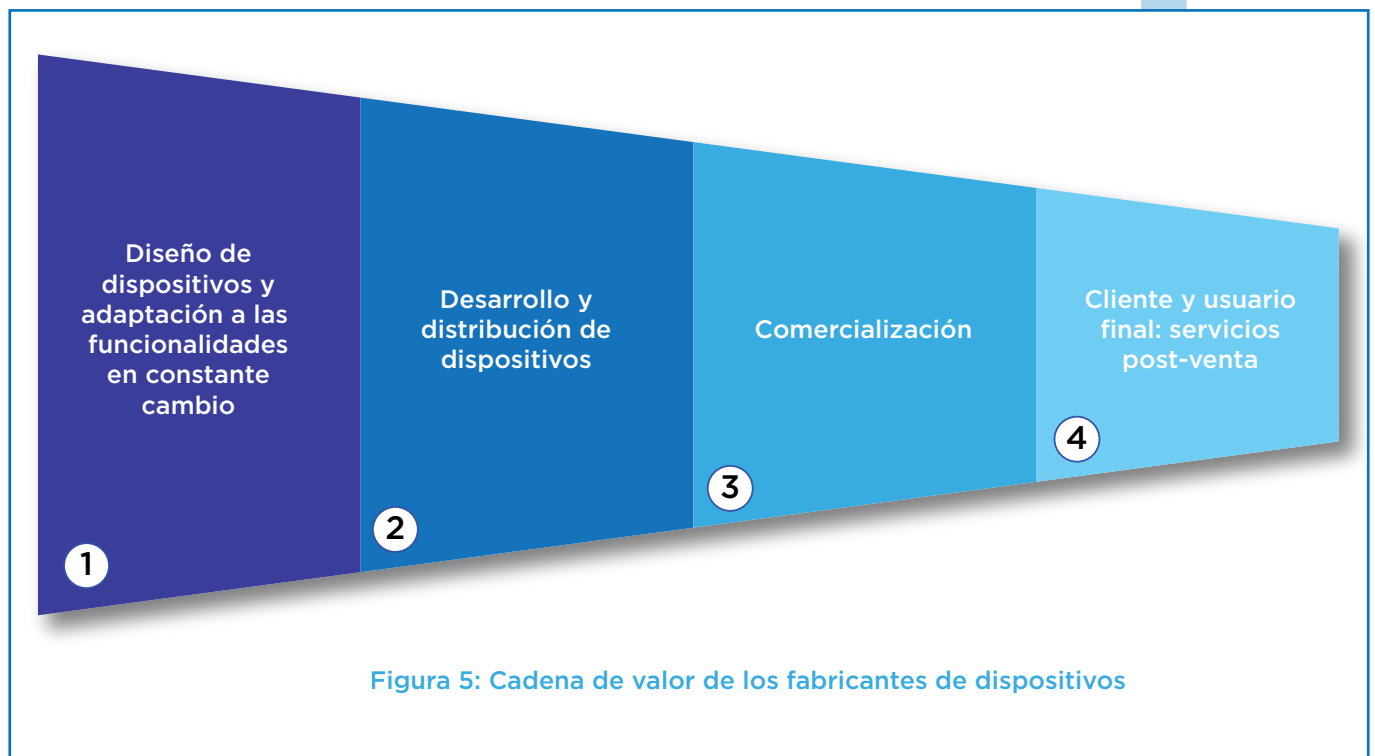 Diseño de
dispositivos y
adaptación a las
funcionalidades
en constante
cambio
1
Desarrollo y
distribución de
dispositivos
2
Comercialización
3
Cliente y usuario
final: servicios
post-venta
4
Figura 5: Cadena de valor de los fabricantes de dispositivos